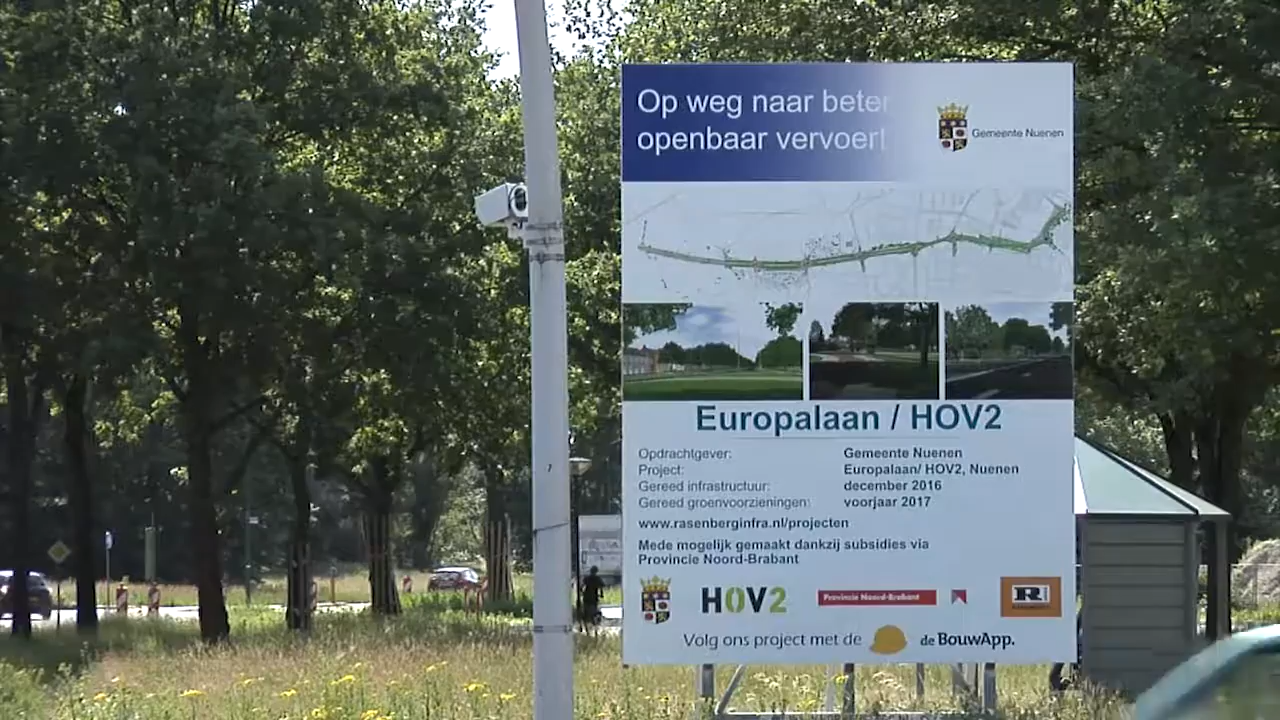 Op weg naar beter
openbaar vervoer!
Gemeente Nuenen
Europalaan / HOV2
Opdrachtgever: Gemeente Nuenen
Project: Europalaan/ HOV2, Nuenen
Gereed infrastructuur: december 2016
Gereed groenvoorzieningen: voorjaar 2017
www.rasenberginfra.nl/projecten
Mede mogelijk gemaakt dankzij subsidies via
Provincie Noord-Brabant
HOV2
Provincie Noord-Brabant
R
Volg ons project met de de BouwApp.